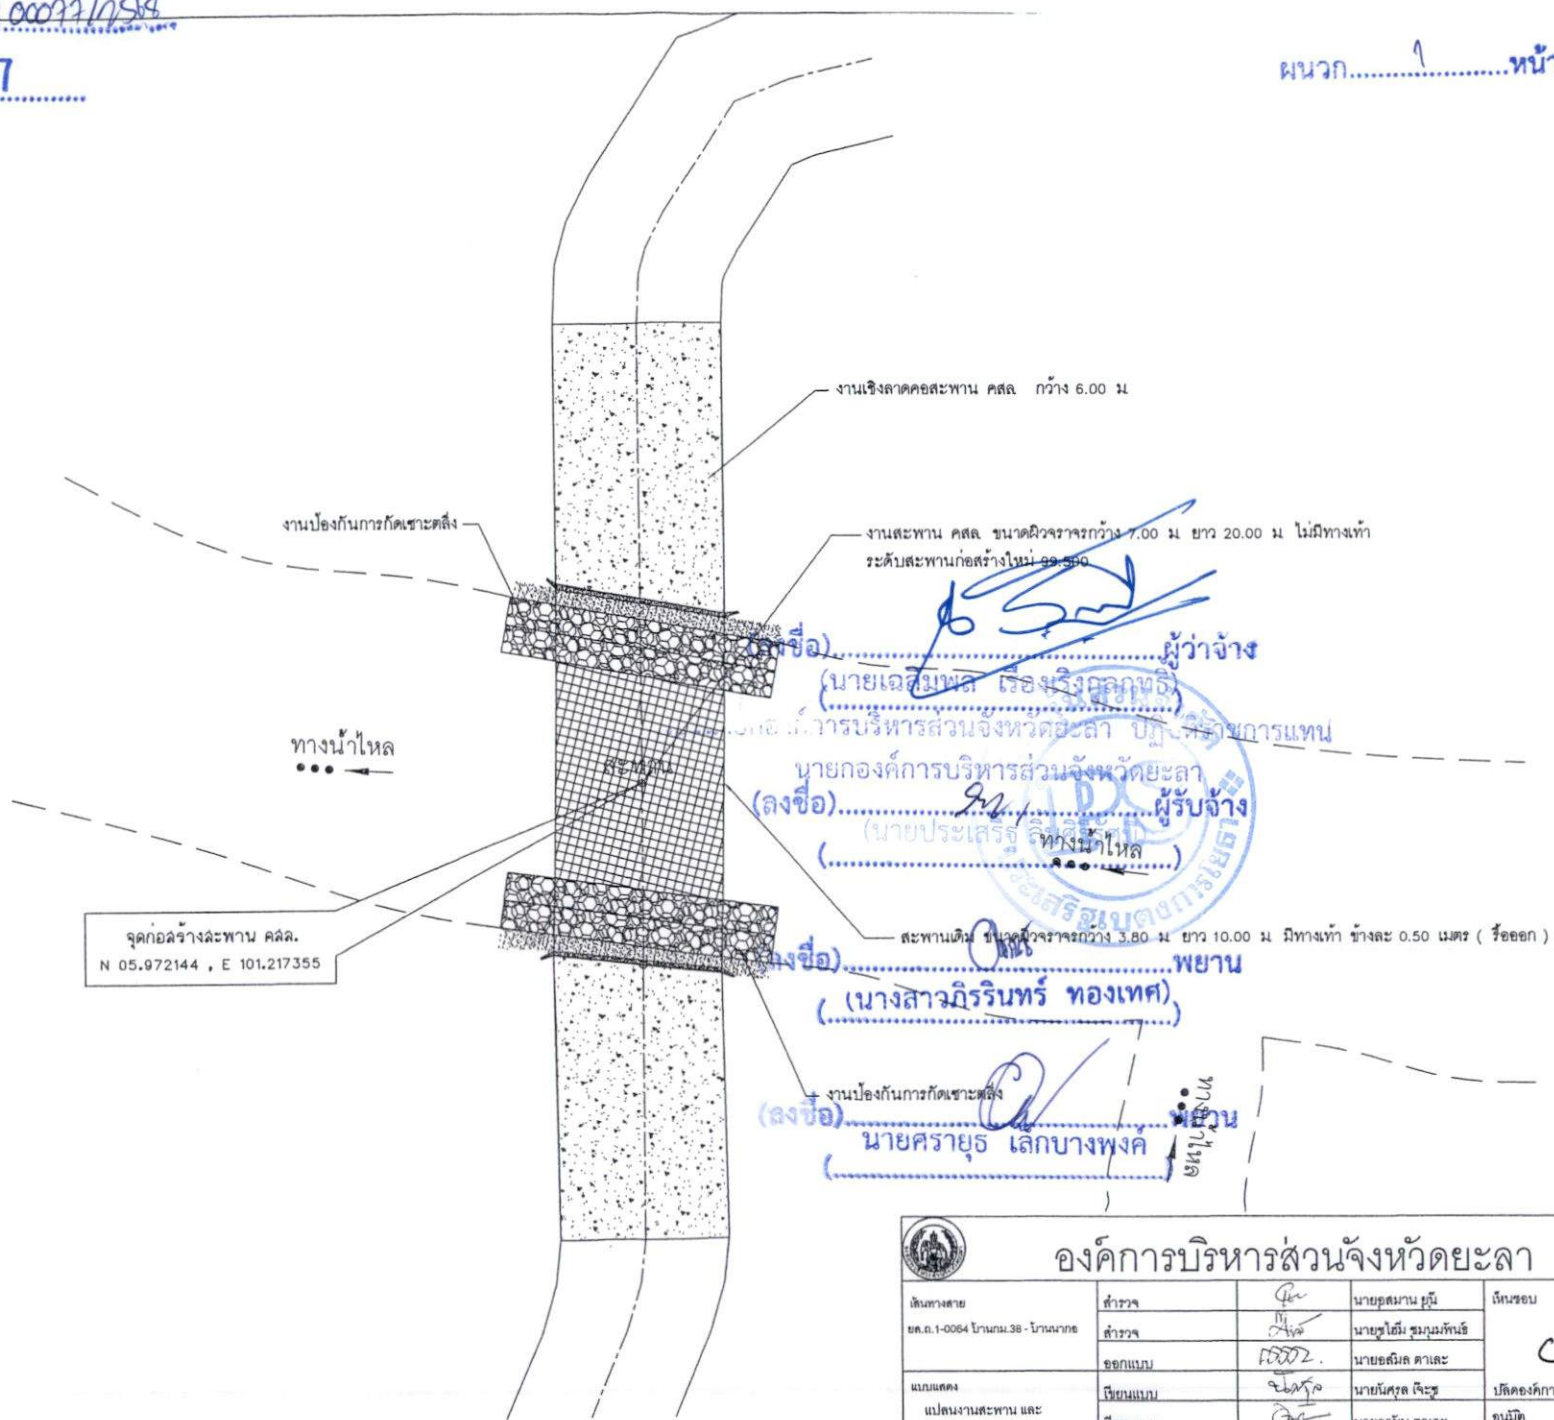 00077/2568
ผนวก.........1.........หน้า
งานเชิงลาดคอสะพาน คสล. กว้าง 6.00 ม
งานป้องกันการกัดเซาะตลิ่ง
งานสะพาน คสล. ขนาดผิวจราจรกว้าง 7.00 ม ยาว 20.00 ม ไม่มีทางเท้า
ระดับสะพานก่อสร้างใหม่ 99.500
(ลงชื่อ)..............................ผู้ว่าจ้าง
(นายเฉลิมพล
การบริหารส่วนจังหวัดยะลา ปฏิบัติราชการแทน
นายกองค์การบริหารส่วนจังหวัดยะลา
ทางน้ำไหล
สะพาน
(ลงชื่อ)..............................ผู้รับจ้าง
(นายประเสริฐ
ทางน้ำไหล
จุดก่อสร้างสะพาน คสล.
N 05.972144 , E 101.217355
สะพานเดิม ขนาดผิวจราจรกว้าง 3.80 ม ยาว 10.00 ม มีทางเท้า ข้างละ 0.50 เมตร ( รื้อออก )
(ลงชื่อ)..............................พยาน
(นางสาวภิรรินทร์ ทองเทศ)
งานป้องกันการกัดเซาะตลิ่ง
(ลงชื่อ)..............................พยาน
นายศรายุธ เล็กบางพงค์
ทางน้ำไหล
องค์การบริหารส่วนจังหวัดยะลา
เส้นทางสาย
ยค.ถ.1-0064 บ้านกม.38 - บ้านนากอ
สำรวจ
นายอสมาน ยูนิ
เห็นชอบ
สำรวจ
ออกแบบ
นายอสมิล ตาเละ
แบบแสดง
แปลนงานสะพาน และ
เขียนแบบ
นายนัศรุล เจ๊ะซู
ปลัดองค์กา
อนุมัติ